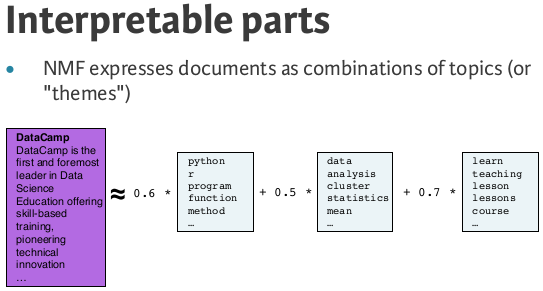 Interpretable parts
• NMF expresses documents as combinations of topics (or
"themes")
DataCamp
DataCamp is the
first and foremost
leader in Data
Science
Education offering
skill-based
training,
pioneering
technical
innovation
...
≈ 0.6 *
python
r
program
function
method
…
+ 0.5 *
data
analysis
cluster
statistics
mean
…
+ 0.7 *
learn
teaching
lesson
lessons
course
…